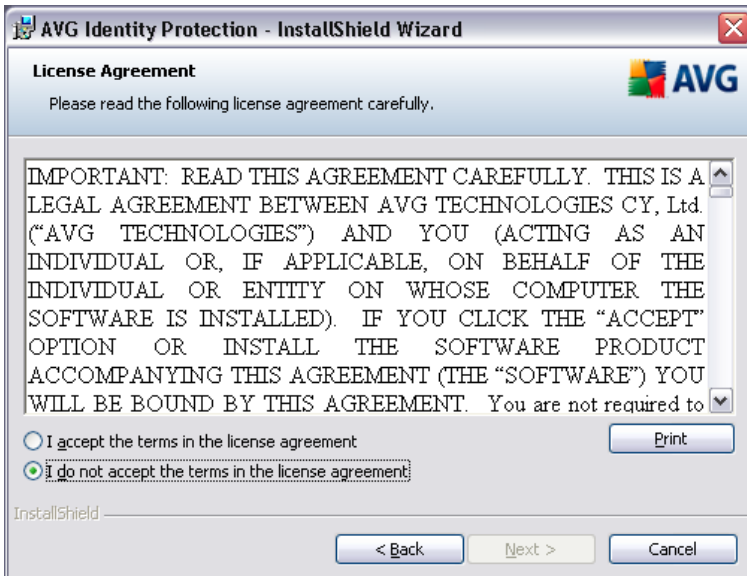 AVG Identity Protection - InstallShield Wizard
License Agreement
Please read the following license agreement carefully.
AVG
IMPORTANT: READ THIS AGREEMENT CAREFULLY. THIS IS A
LEGAL AGREEMENT BETWEEN AVG TECHNOLOGIES CY, Ltd.
(“AVG TECHNOLOGIES”) AND YOU (ACTING AS AN
INDIVIDUAL OR, IF APPLICABLE, ON BEHALF OF THE
INDIVIDUAL OR ENTITY ON WHOSE COMPUTER THE
SOFTWARE IS INSTALLED). IF YOU CLICK THE “ACCEPT”
OPTION OR INSTALL THE SOFTWARE PRODUCT
ACCOMPANYING THIS AGREEMENT (THE “SOFTWARE”) YOU
WILL BE BOUND BY THIS AGREEMENT. You are not required to
I accept the terms in the license agreement
Print
I do not accept the terms in the license agreement
InstallShield
< Back Next > Cancel